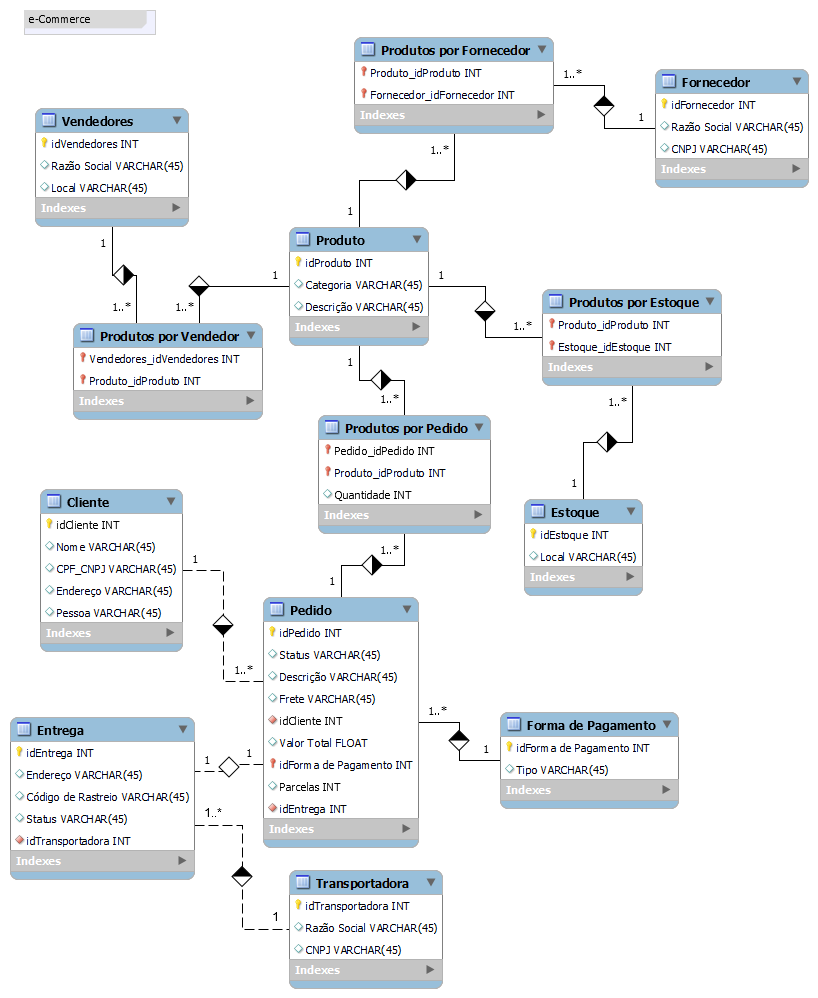 e-Commerce
Produtos por Fornecedor
Produto_idProduto INT
Fornecedor_idFornecedor INT
Indexes
1..*
1
Fornecedor
idFornecedor INT
Razão Social VARCHAR(45)
CNPJ VARCHAR(45)
Indexes
Vendedores
idVendedores INT
Razão Social VARCHAR(45)
Local VARCHAR(45)
Indexes
1..*
1
1
1..*
Produto
idProduto INT
Categoria VARCHAR(45)
Descrição VARCHAR(45)
Indexes
1
1..*
1
1..*
Produtos por Vendedor
Vendedores_idVendedores INT
Produto_idProduto INT
Indexes
Produtos por Estoque
Produto_idProduto INT
Estoque_idEstoque INT
Indexes
1
1..*
1..*
1
Produtos por Pedido
Pedido_idPedido INT
Produto_idProduto INT
Quantidade INT
Indexes
Estoque
idEstoque INT
Local VARCHAR(45)
Indexes
Cliente
idCliente INT
Nome VARCHAR(45)
CPF_CNPJ VARCHAR(45)
Endereço VARCHAR(45)
Pessoa VARCHAR(45)
Indexes
1
1..*
1..*
1
Pedido
idPedido INT
Status VARCHAR(45)
Descrição VARCHAR(45)
Frete VARCHAR(45)
idCliente INT
Valor Total FLOAT
idForma de Pagamento INT
Parcelas INT
idEntrega INT
Indexes
1..*
1
Forma de Pagamento
idForma de Pagamento INT
Tipo VARCHAR(45)
Indexes
Entrega
idEntrega INT
Endereço VARCHAR(45)
Código de Rastreio VARCHAR(45)
Status VARCHAR(45)
idTransportadora INT
Indexes
1
1
1..*
1
Transportadora
idTransportadora INT
Razão Social VARCHAR(45)
CNPJ VARCHAR(45)
Indexes